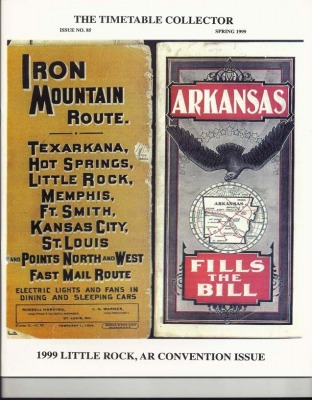 THE TIMETABLE COLLECTOR
ISSUE NO. 85 SPRING 1999
IRON
MOUNTAIN
ROUTE.
TEXARKANA,
HOT SPRINGS,
LITTLE ROCK,
MEMPHIS,
FT. SMITH,
KANSAS CITY,
ST. LOUIS
AND POINTS NORTH AND WEST
FAST MAIL ROUTE
ELECTRIC LIGHTS AND FANS IN
DINING AND SLEEPING CARS
RUSSELL HARDING,
ARKANSAS
ARKANSAS
FILLS
THE
BILL
1999 LITTLE ROCK, AR CONVENTION ISSUE